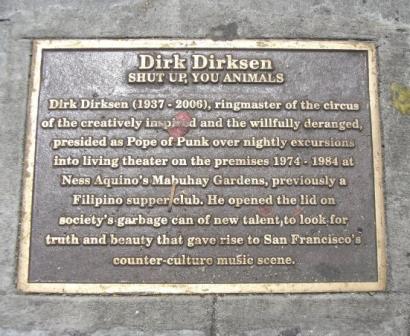 Dirk Dirksen
SHUT UP, YOU ANIMALS
Dirk Dirksen (1937 - 2006), ringmaster of the circus
of the creatively inspired and the willfully deranged,
presided as Pope of Punk over nightly excursions
into living theater on the premises 1974 - 1984 at
Ness Aquino's Mabuhay Gardens, previously a
Filipino supper club. He opened the lid on
society's garbage can of new talent, to look for
truth and beauty that gave rise to San Francisco's
counter-culture music scene.